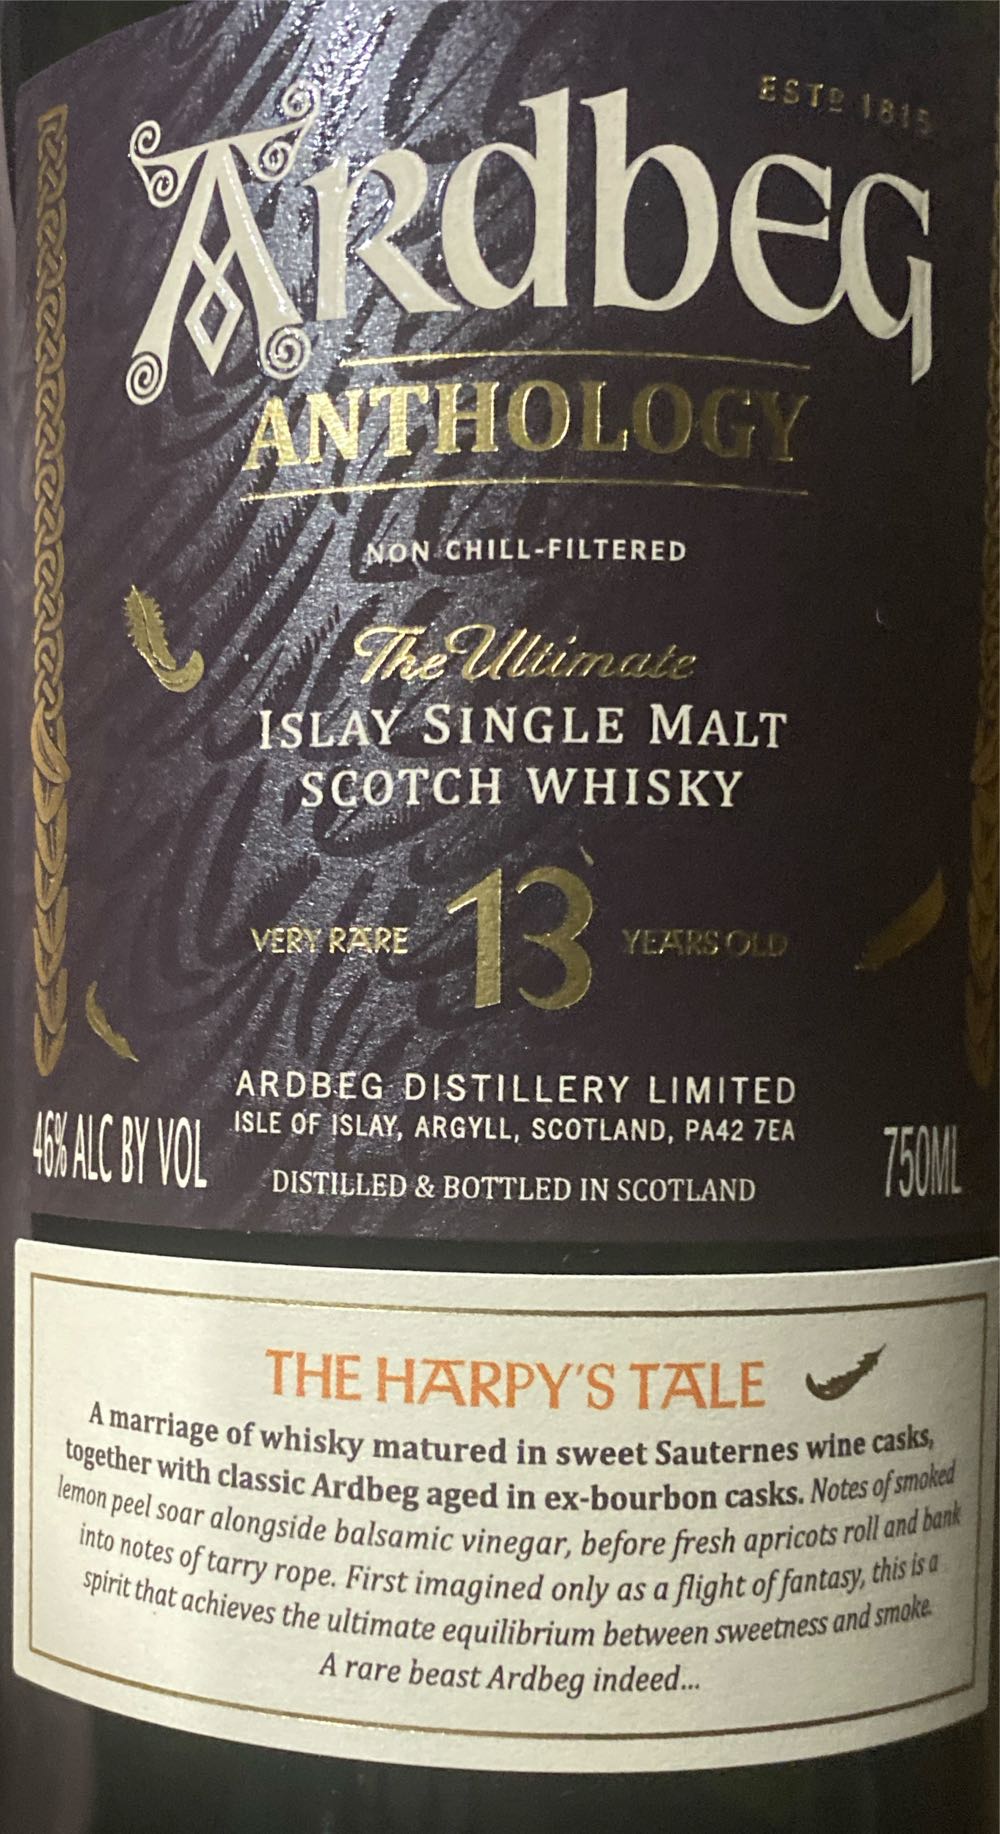 ESTD 1815
ARDBEG
ANTHOLOGY
NON CHILL-FILTERED
The Ultimate
ISLAY SINGLE MALT
SCOTCH WHISKY
VERY RARE 13 YEARS OLD
ARDBEG DISTILLERY LIMITED
ISLE OF ISLAY, ARGYLL, SCOTLAND, PA42 7EA
46% ALC BY VOL
750ML
DISTILLED & BOTTLED IN SCOTLAND
THE HARPY'S TALE
A marriage of whisky matured in sweet Sauternes wine casks,
together with classic Ardbeg aged in ex-bourbon casks. Notes of smoked
lemon peel soar alongside balsamic vinegar, before fresh apricots roll and bank
into notes of tarry rope. First imagined only as a flight of fantasy, this is a
spirit that achieves the ultimate equilibrium between sweetness and smoke.
A rare beast Ardbeg indeed...